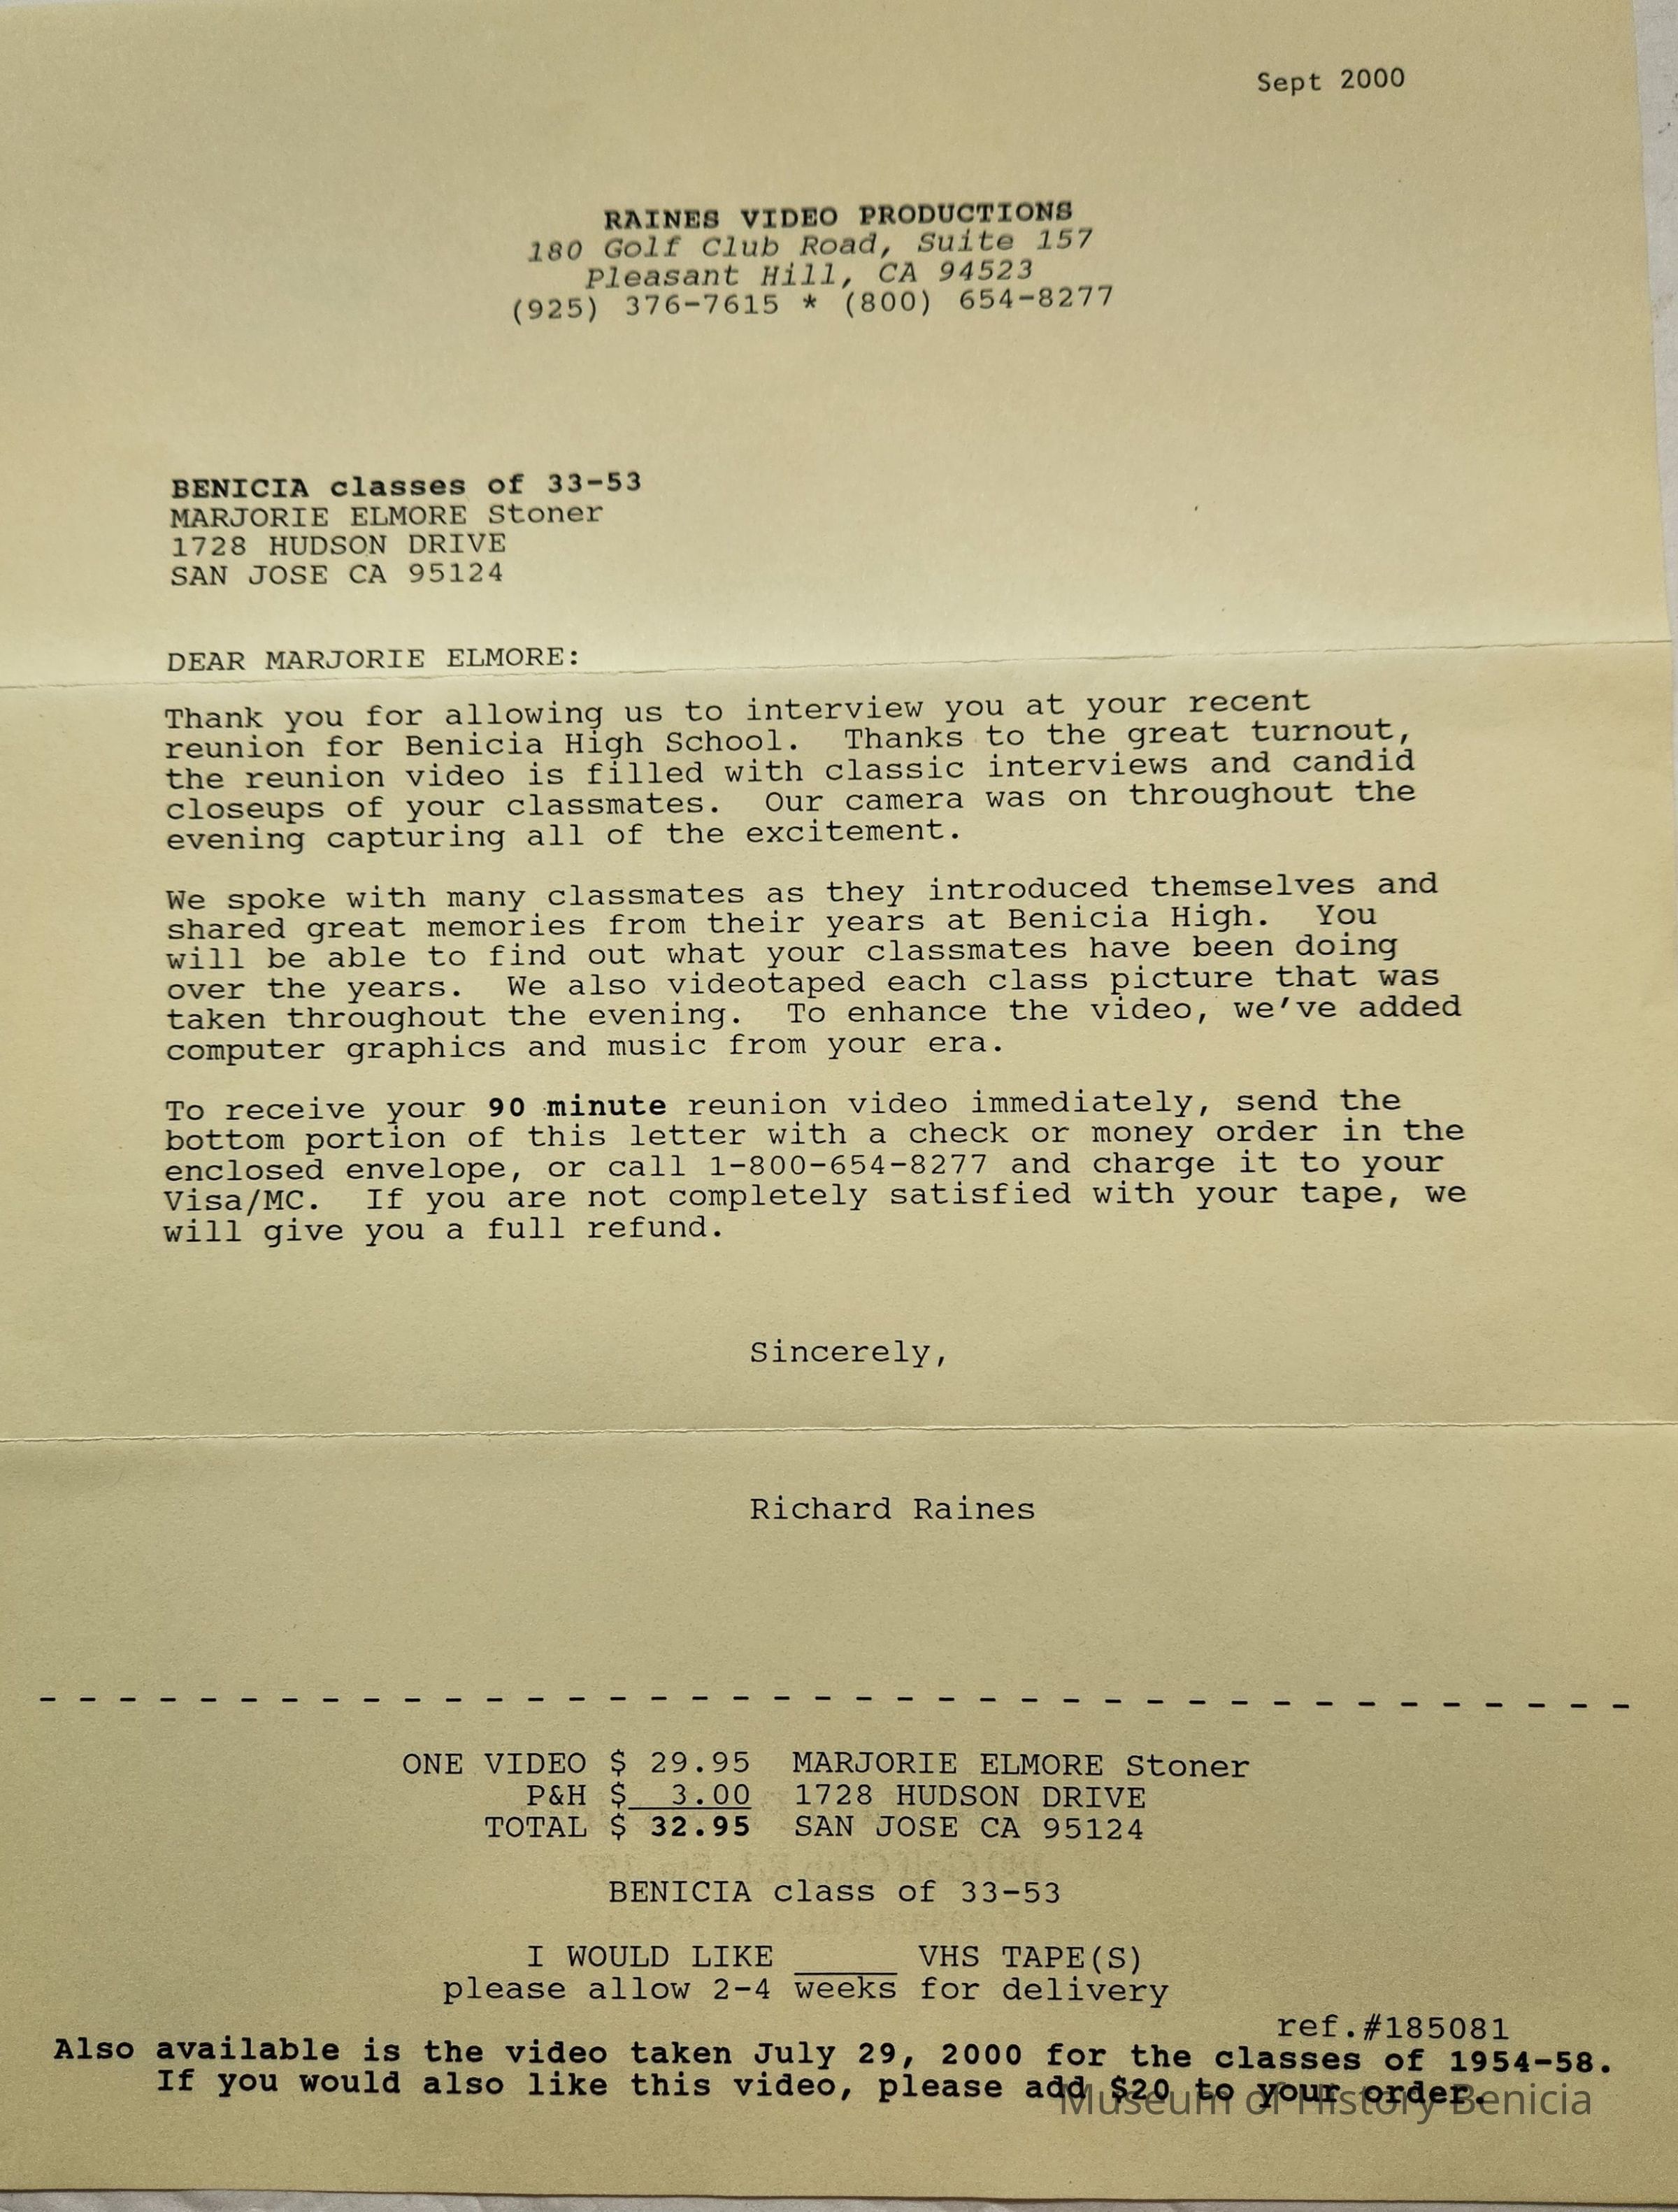 Sept 2000
RAINES VIDEO PRODUCTIONS
180 Golf Club Road, Suite 157
Pleasant Hill, CA 94523
(925) 376-7615 * (800) 654-8277
BENICIA classes of 33-53
MARJORIE ELMORE Stoner
1728 HUDSON DRIVE
SAN JOSE CA 95124
DEAR MARJORIE ELMORE:
Thank you for allowing us to interview you at your recent
reunion for Benicia High School. Thanks to the great turnout,
the reunion video is filled with classic interviews and candid
closeups of your classmates. Our camera was on throughout the
evening capturing all of the excitement.
We spoke with many classmates as they introduced themselves and
shared great memories from their years at Benicia High. You
will be able to find out what your classmates have been doing
over the years. We also videotaped each class picture that was
taken throughout the evening. To enhance the video, we've added
computer graphics and music from your era.
To receive your 90 minute reunion video immediately, send the
bottom portion of this letter with a check or money order in the
enclosed envelope, or call 1-800-654-8277 and charge it to your
Visa/MC. If you are not completely satisfied with your tape, we
will give you a full refund.
Sincerely,
Richard Raines
- - - - - - - - - - - - - - - - - - - - - - - - - - - - - - - - - - - - - - -
ONE VIDEO $ 29.95 MARJORIE ELMORE Stoner
P&H $ 3.00 1728 HUDSON DRIVE
TOTAL $ 32.95 SAN JOSE CA 95124
BENICIA class of 33-53
I WOULD LIKE _____ VHS TAPE(S)
please allow 2-4 weeks for delivery
ref.#185081
Also available is the video taken July 29, 2000 for the classes of 1954-58.
If you would also like this video, please add $20 to your order.
Museum of History Benicia